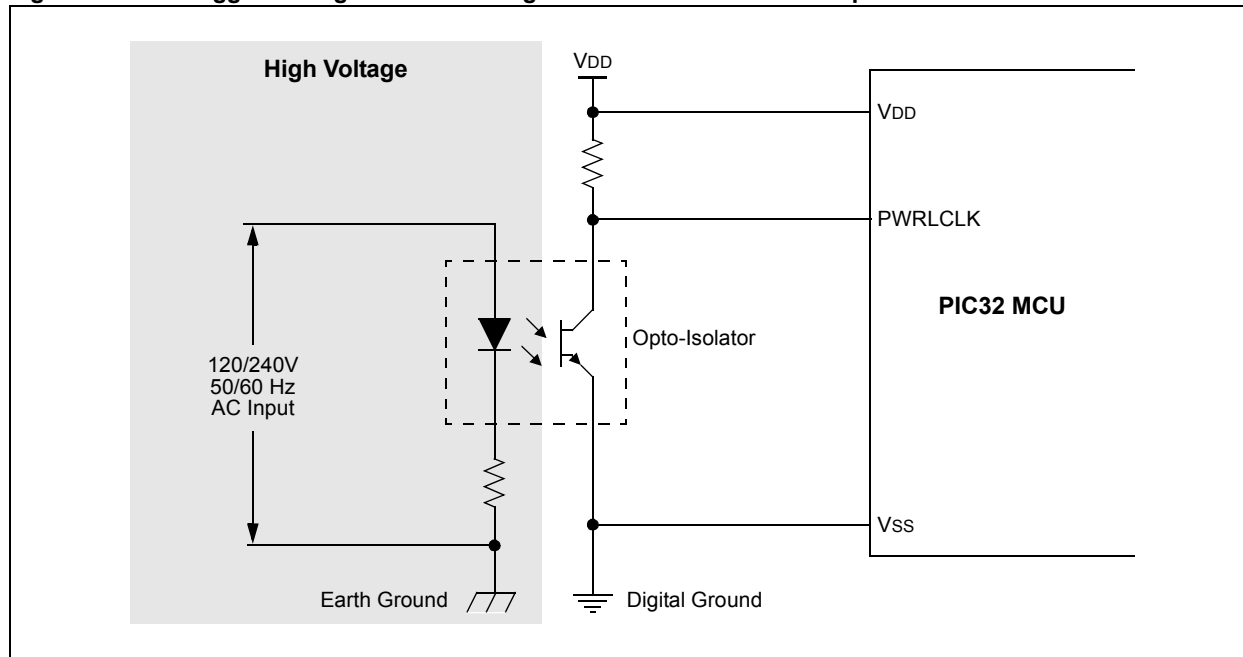 High Voltage
VDD
VDD
PWRLCLK
PIC32 MCU
Opto-Isolator
120/240V
50/60 Hz
AC Input
VSS
Earth Ground
Digital Ground